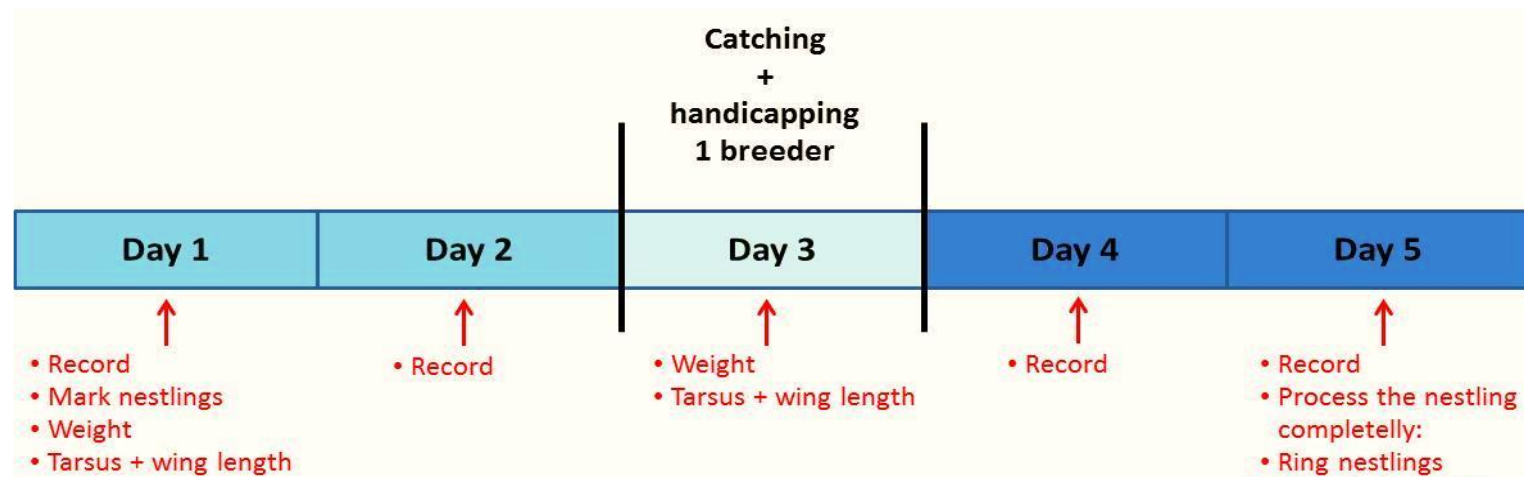 Catching
+
handicapping
1 breeder
Day 1
Day 2
Day 3
Day 4
Day 5
• Record
• Mark nestlings
• Weight
• Tarsus + wing length
• Record
• Weight
• Tarsus + wing length
• Record
• Record
• Process the nestling
completelly:
• Ring nestlings